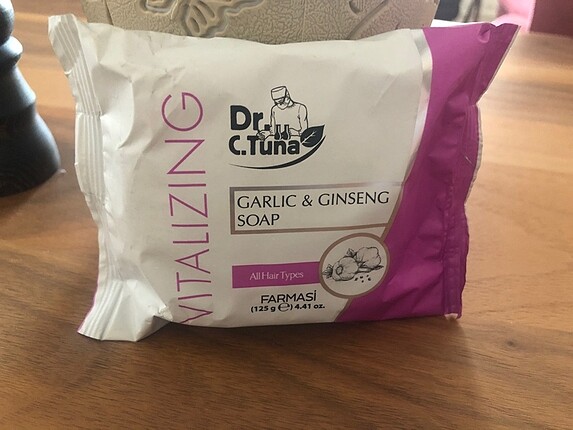 VITALIZING
Dr.
C.Tuna
GARLIC & GINSENG
SOAP
All Hair Types
FARMASİ
(125 g ℮) 4.41 oz.